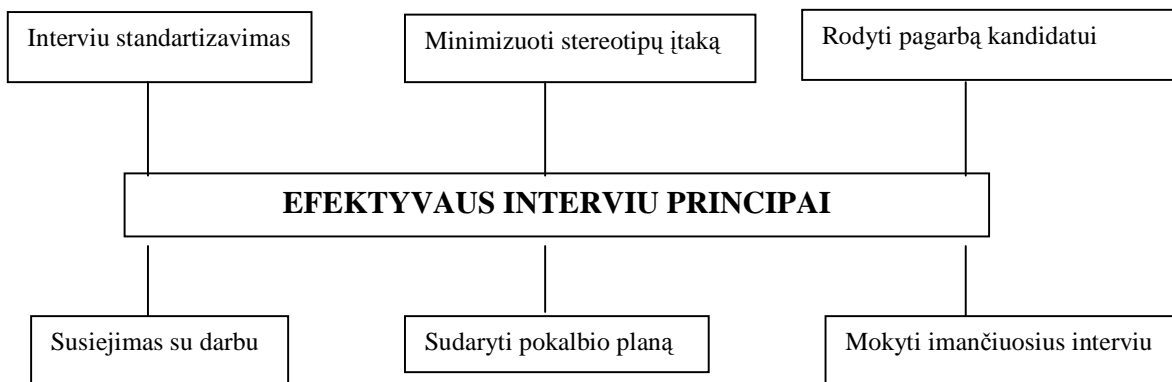 Interviu standartizavimas
Minimizuoti stereotipų įtaką
Rodyti pagarbą kandidatui
EFEKTYVAUS INTERVIU PRINCIPAI
Susiejimas su darbu
Sudaryti pokalbio planą
Mokyti imančiuosius interviu